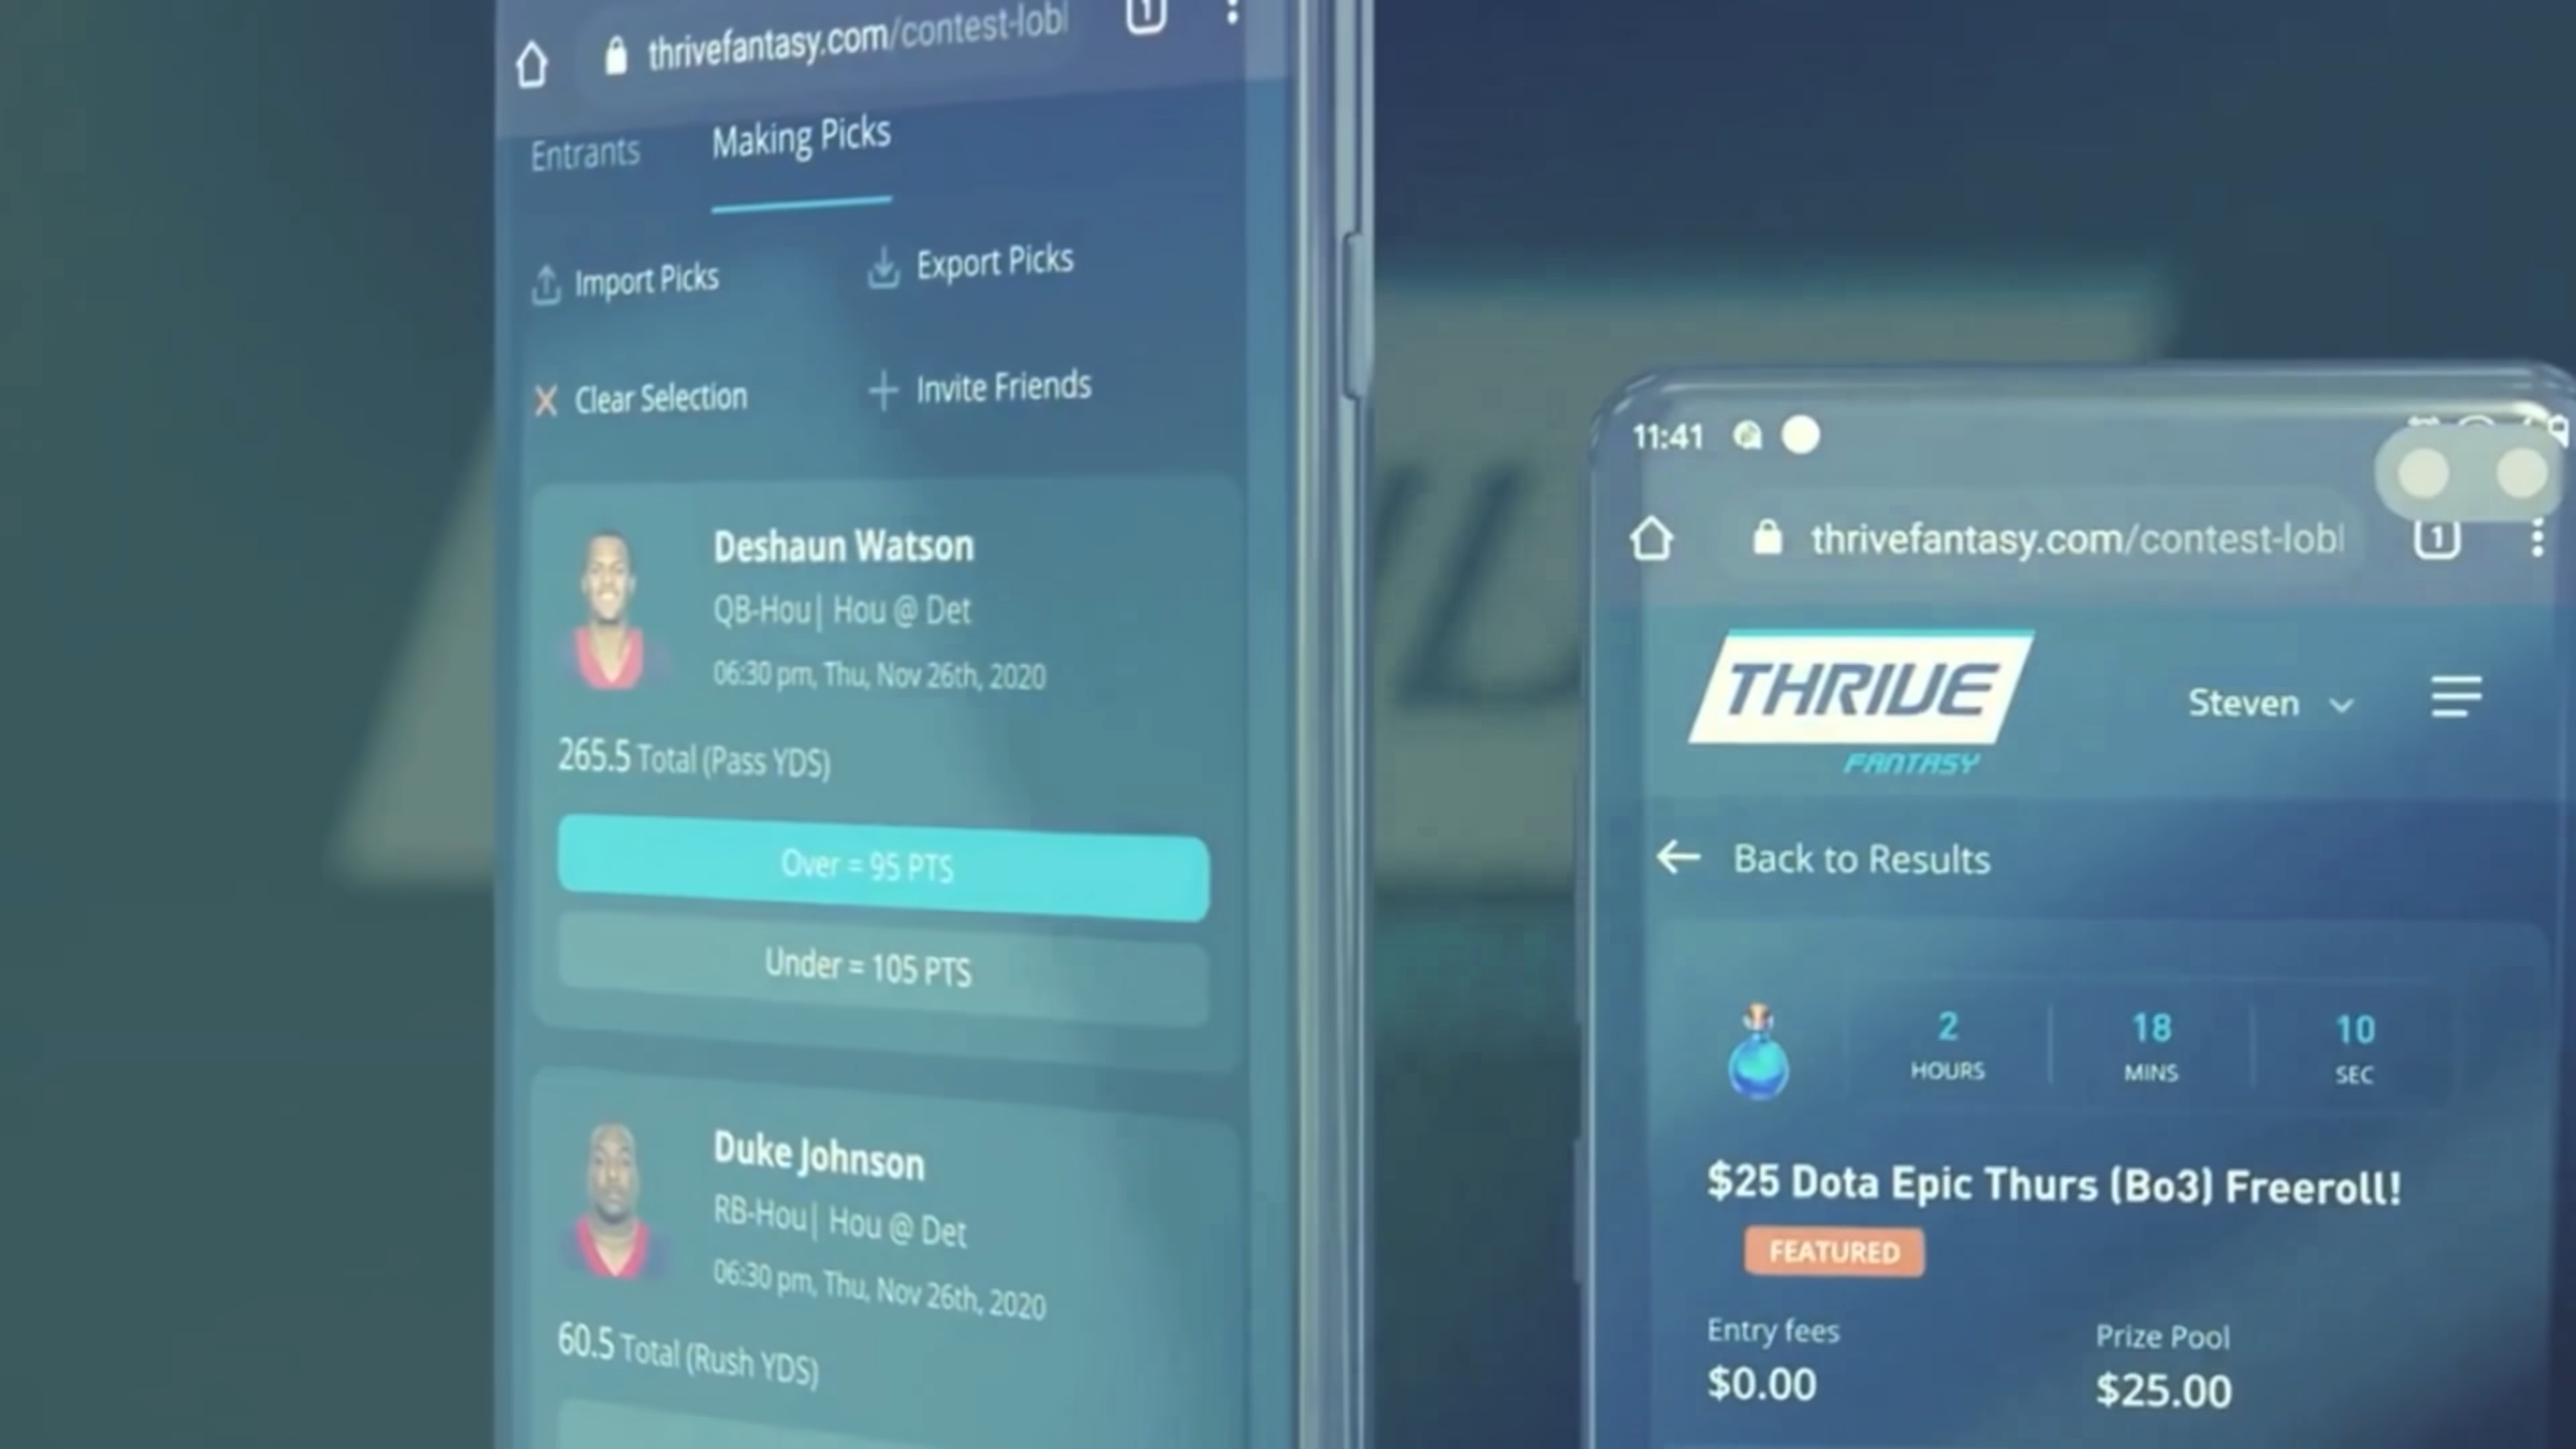 thrivefantasy.com/contest-lobl
1
Entrants
Making Picks
Import Picks
Export Picks
Clear Selection
Invite Friends
Deshaun Watson
QB-Hou| Hou @ Det
06:30 pm, Thu, Nov 26th, 2020
265.5 Total (Pass YDS)
Over = 95 PTS
Under = 105 PTS
Duke Johnson
RB-Hou| Hou @ Det
06:30 pm, Thu, Nov 26th, 2020
60.5 Total (Rush YDS)
11:41
thrivefantasy.com/contest-lobl
1
THRIVE
FANTASY
Steven
Back to Results
2 18 10
HOURS MINS SEC
$25 Dota Epic Thurs (Bo3) Freeroll!
FEATURED
Entry fees Prize Pool
$0.00 $25.00